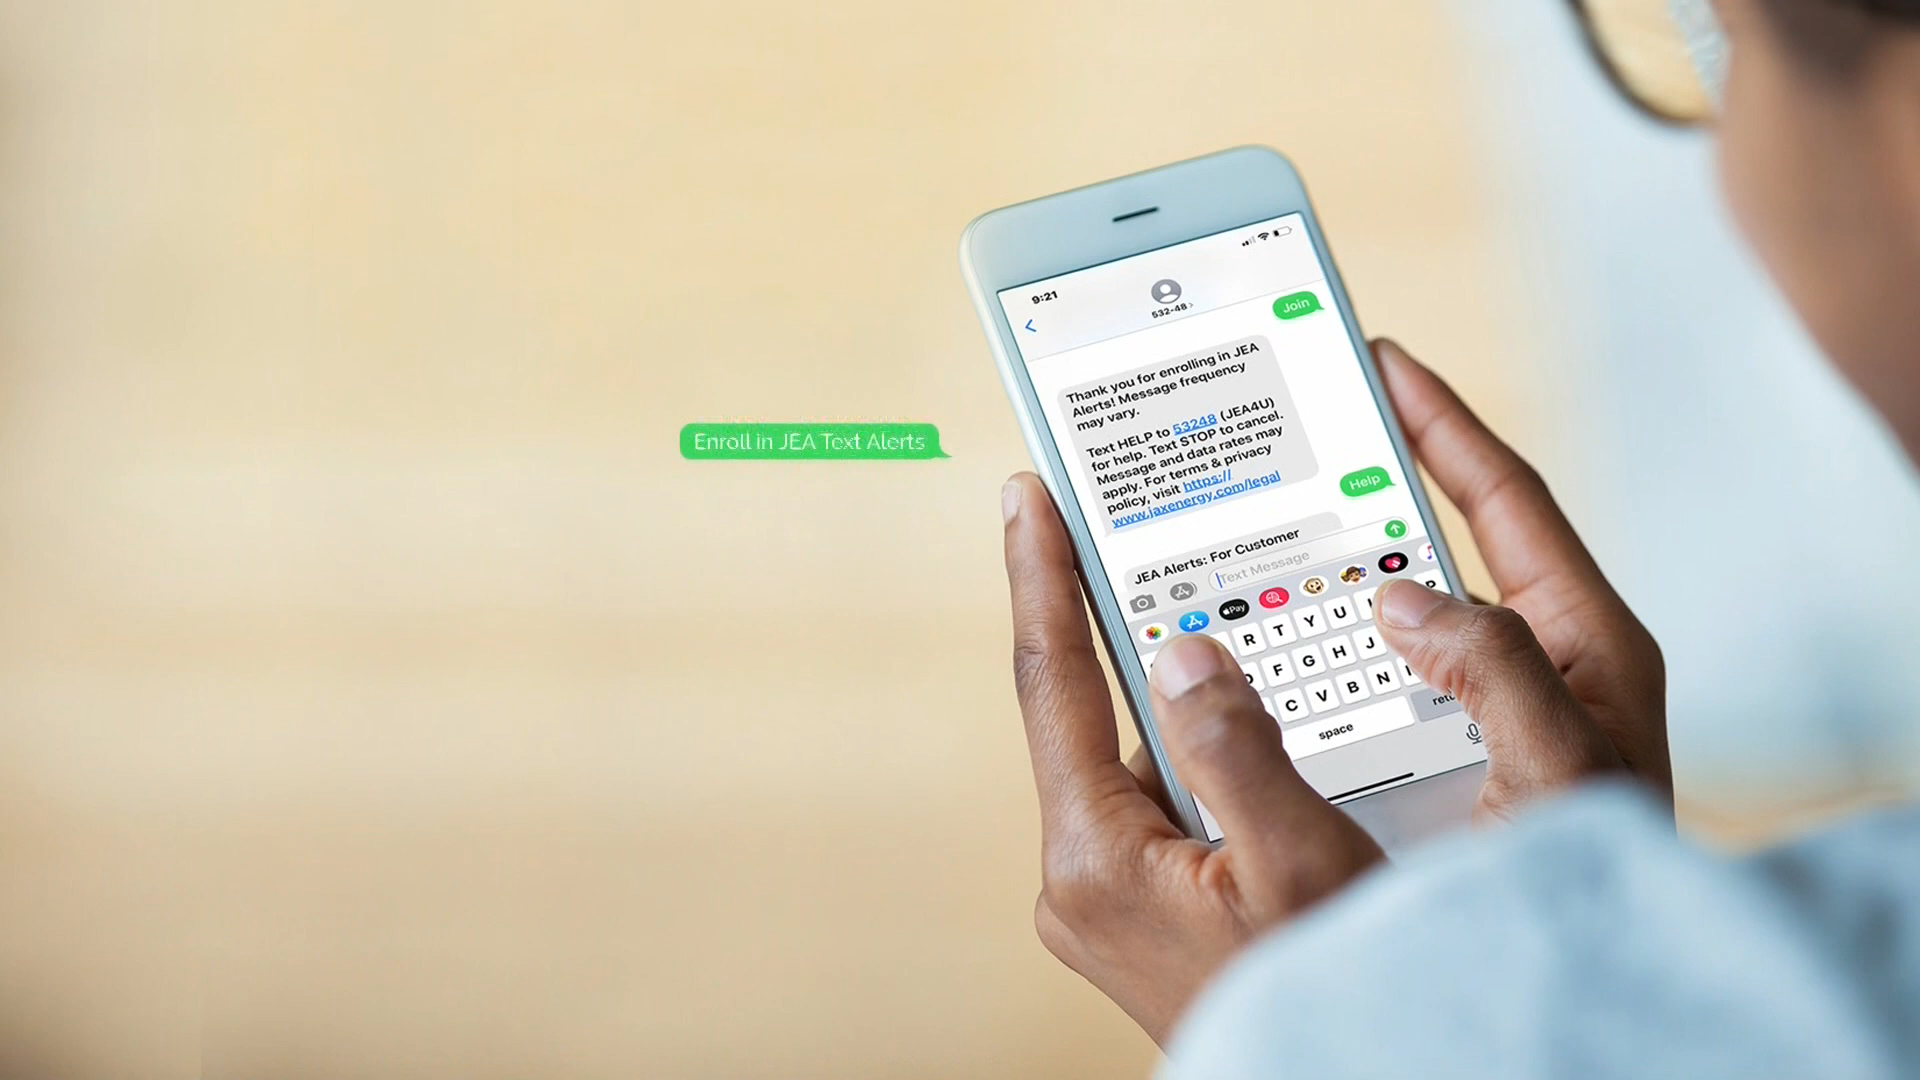 Enroll in JEA Text Alerts
9:21
532-48
Join
Thank you for enrolling in JEA
Alerts! Message frequency
may vary.
Text HELP to 53248 (JEA4U)
for help. Text STOP to cancel.
Message and data rates may
apply. For terms & privacy
policy, visit https://
www.jaxenergy.com/legal
Help
JEA Alerts: For Customer
Text Message
Pay
R T Y U
F G H J
C V B N
space